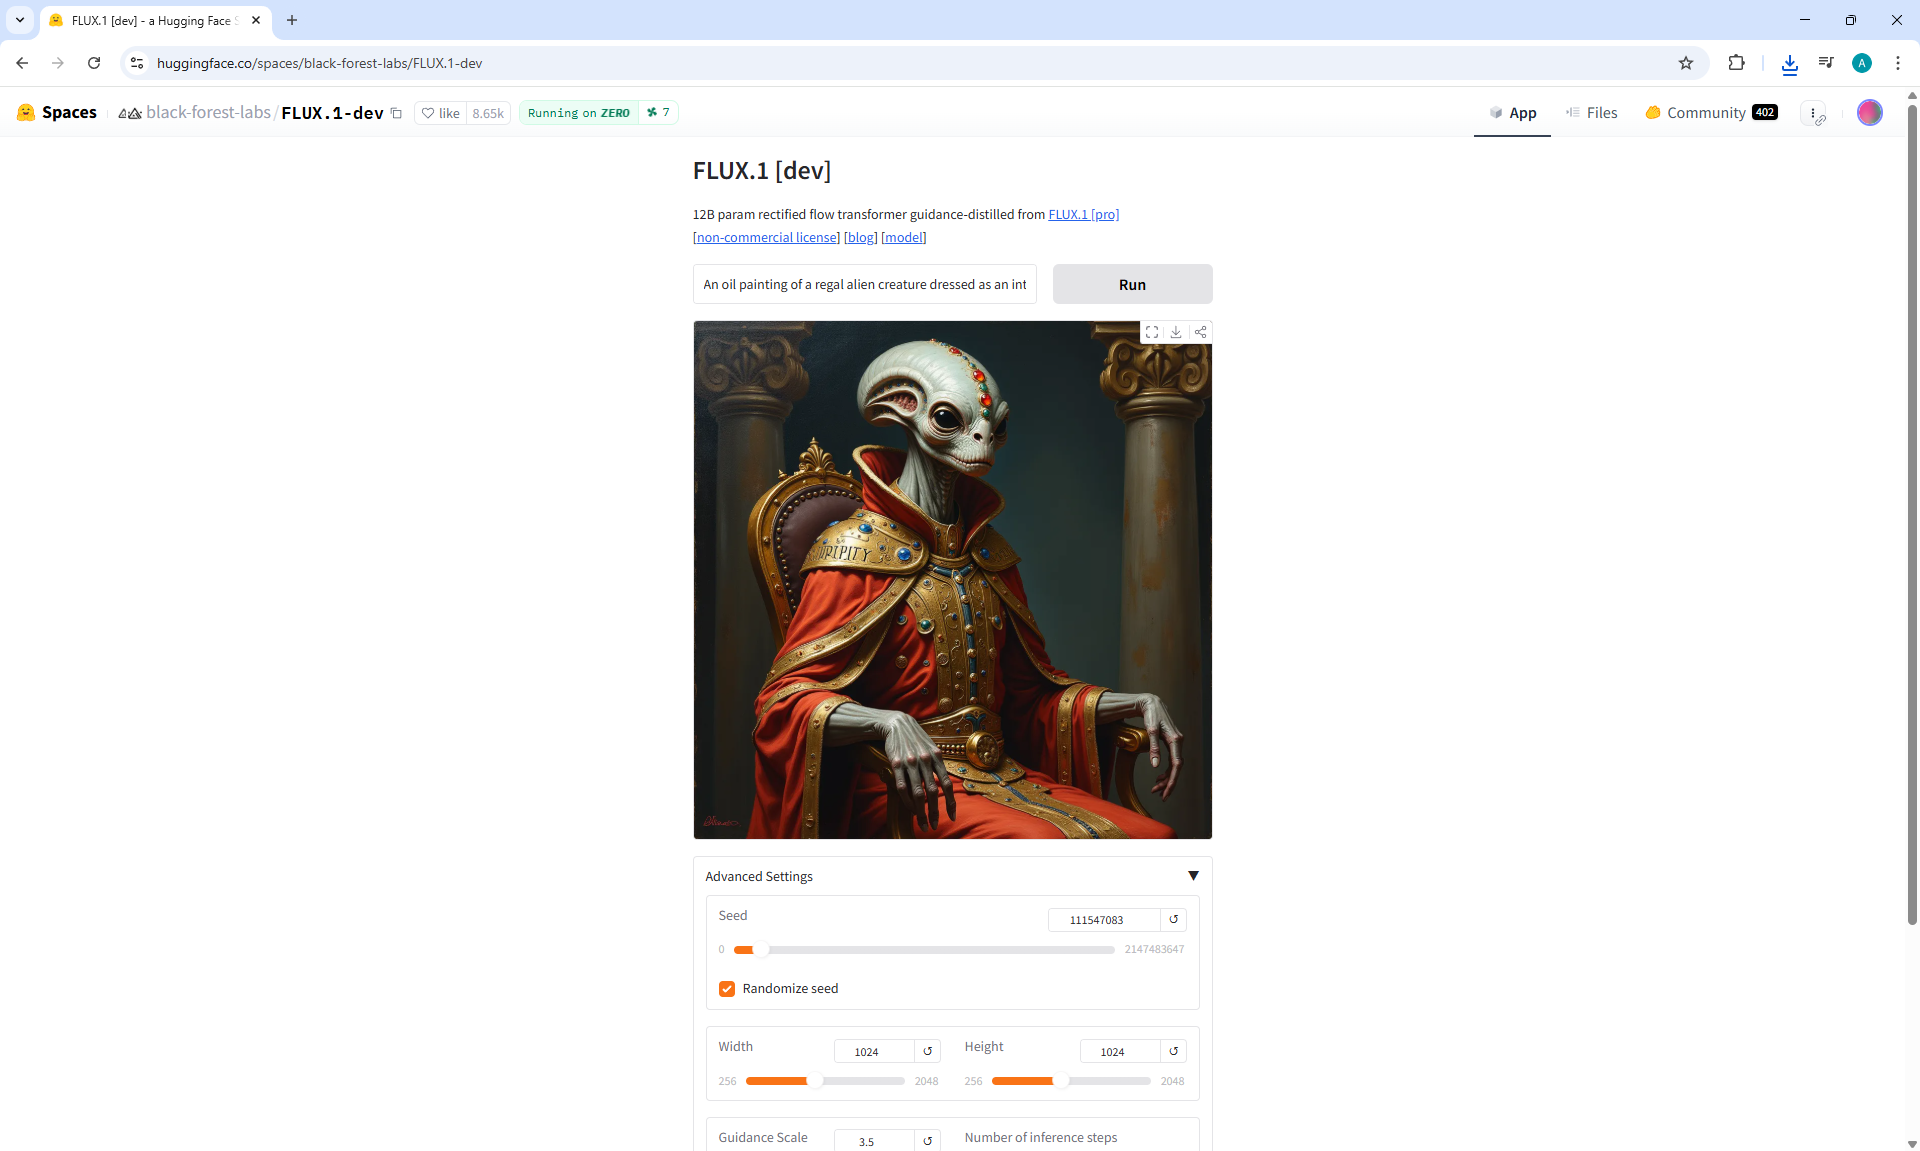 FLUX.1 [dev] - a Hugging Face S
huggingface.co/spaces/black-forest-labs/FLUX.1-dev
A
Spaces
black-forest-labs/FLUX.1-dev
like 8.65k
Running on ZERO 7
App
Files
Community 402
FLUX.1 [dev]
12B param rectified flow transformer guidance-distilled from FLUX.1 [pro]
[non-commercial license] [blog] [model]
An oil painting of a regal alien creature dressed as an int
Run
Advanced Settings
Seed
111547083
0
2147483647
Randomize seed
Width
1024
Height
1024
256
2048
256
2048
Guidance Scale
3.5
Number of inference steps